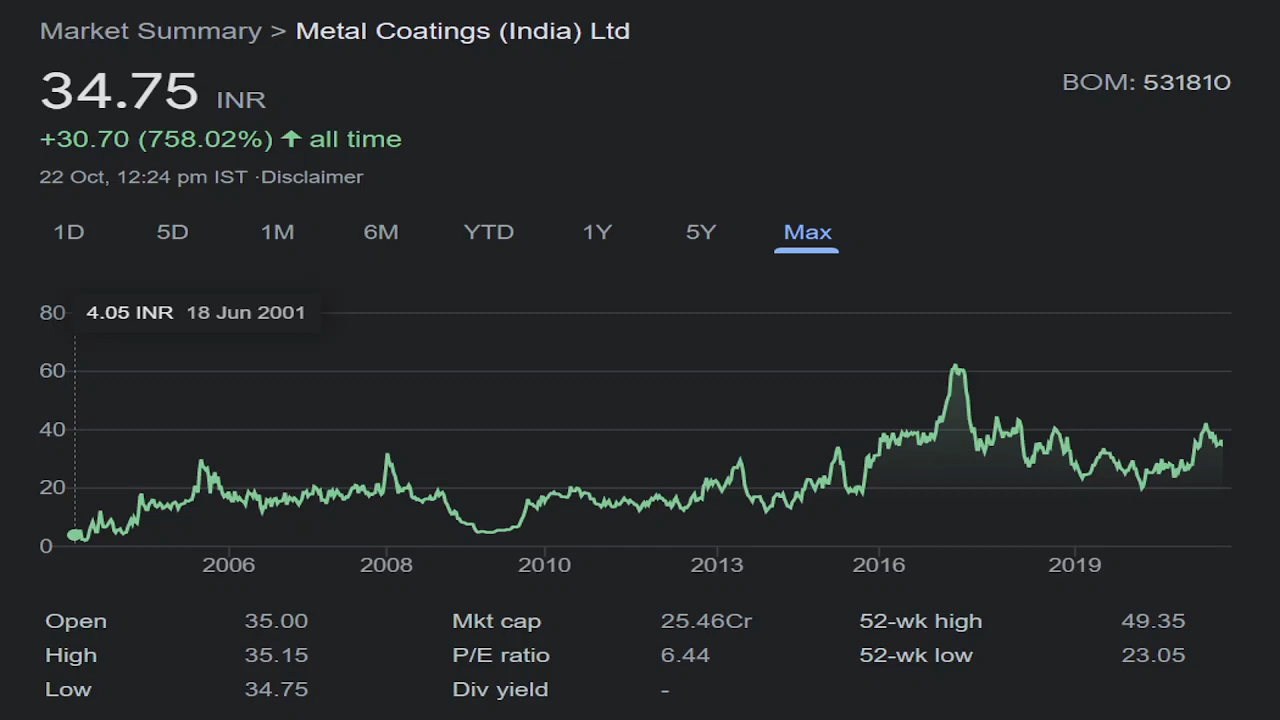 Market Summary > Metal Coatings (India) Ltd
34.75 INR
BOM: 531810
+30.70 (758.02%) ↑ all time
22 Oct, 12:24 pm IST ·Disclaimer
1D 5D 1M 6M YTD 1Y 5Y Max
80
4.05 INR 18 Jun 2001
60
40
20
0
2006 2008 2010 2013 2016 2019
Open 35.00 Mkt cap 25.46Cr 52-wk high 49.35
High 35.15 P/E ratio 6.44 52-wk low 23.05
Low 34.75 Div yield -